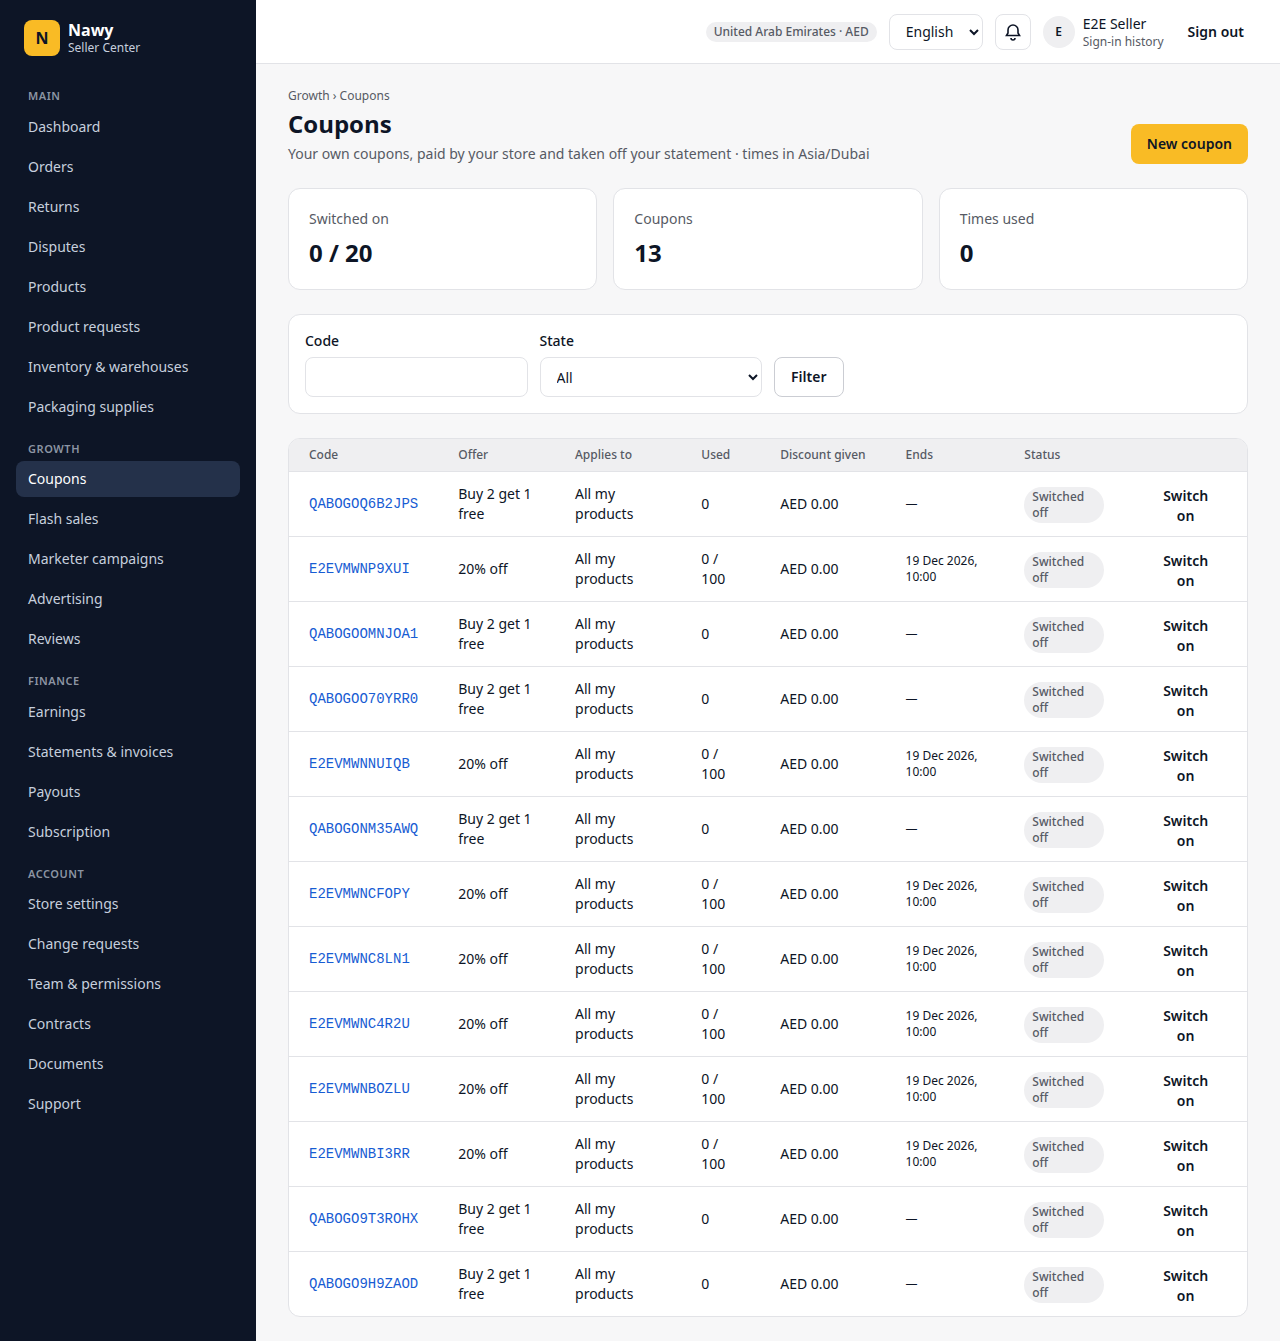 N
Nawy
Seller Center
United Arab Emirates · AED
English
E
E2E Seller
Sign-in history
Sign out
MAIN
Dashboard
Orders
Returns
Disputes
Products
Product requests
Inventory & warehouses
Packaging supplies
GROWTH
Coupons
Flash sales
Marketer campaigns
Advertising
Reviews
FINANCE
Earnings
Statements & invoices
Payouts
Subscription
ACCOUNT
Store settings
Change requests
Team & permissions
Contracts
Documents
Support
Growth › Coupons
Coupons
Your own coupons, paid by your store and taken off your statement · times in Asia/Dubai
New coupon
Switched on
0 / 20
Coupons
13
Times used
0
Code
State
All
Filter
Code Offer Applies to Used Discount given Ends Status
QABOGOQ6B2JPS Buy 2 get 1 free All my products 0 AED 0.00 — Switched off Switch on
E2EVMWNP9XUI 20% off All my products 0 / 100 AED 0.00 19 Dec 2026, 10:00 Switched off Switch on
QABOGOOMNJOA1 Buy 2 get 1 free All my products 0 AED 0.00 — Switched off Switch on
QABOGOO70YRR0 Buy 2 get 1 free All my products 0 AED 0.00 — Switched off Switch on
E2EVMWNNUIQB 20% off All my products 0 / 100 AED 0.00 19 Dec 2026, 10:00 Switched off Switch on
QABOGONM35AWQ Buy 2 get 1 free All my products 0 AED 0.00 — Switched off Switch on
E2EVMWNCFOPY 20% off All my products 0 / 100 AED 0.00 19 Dec 2026, 10:00 Switched off Switch on
E2EVMWNC8LN1 20% off All my products 0 / 100 AED 0.00 19 Dec 2026, 10:00 Switched off Switch on
E2EVMWNC4R2U 20% off All my products 0 / 100 AED 0.00 19 Dec 2026, 10:00 Switched off Switch on
E2EVMWNBOZLU 20% off All my products 0 / 100 AED 0.00 19 Dec 2026, 10:00 Switched off Switch on
E2EVMWNBI3RR 20% off All my products 0 / 100 AED 0.00 19 Dec 2026, 10:00 Switched off Switch on
QABOGO9T3ROHX Buy 2 get 1 free All my products 0 AED 0.00 — Switched off Switch on
QABOGO9H9ZAOD Buy 2 get 1 free All my products 0 AED 0.00 — Switched off Switch on